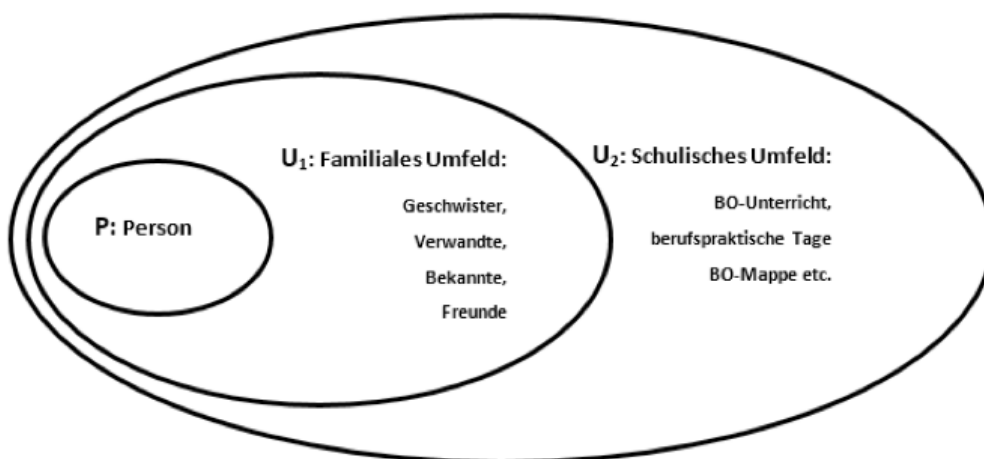 P: Person
U₁: Familiales Umfeld:
Geschwister,
Verwandte,
Bekannte,
Freunde
U₂: Schulisches Umfeld:
BO-Unterricht,
berufspraktische Tage
BO-Mappe etc.